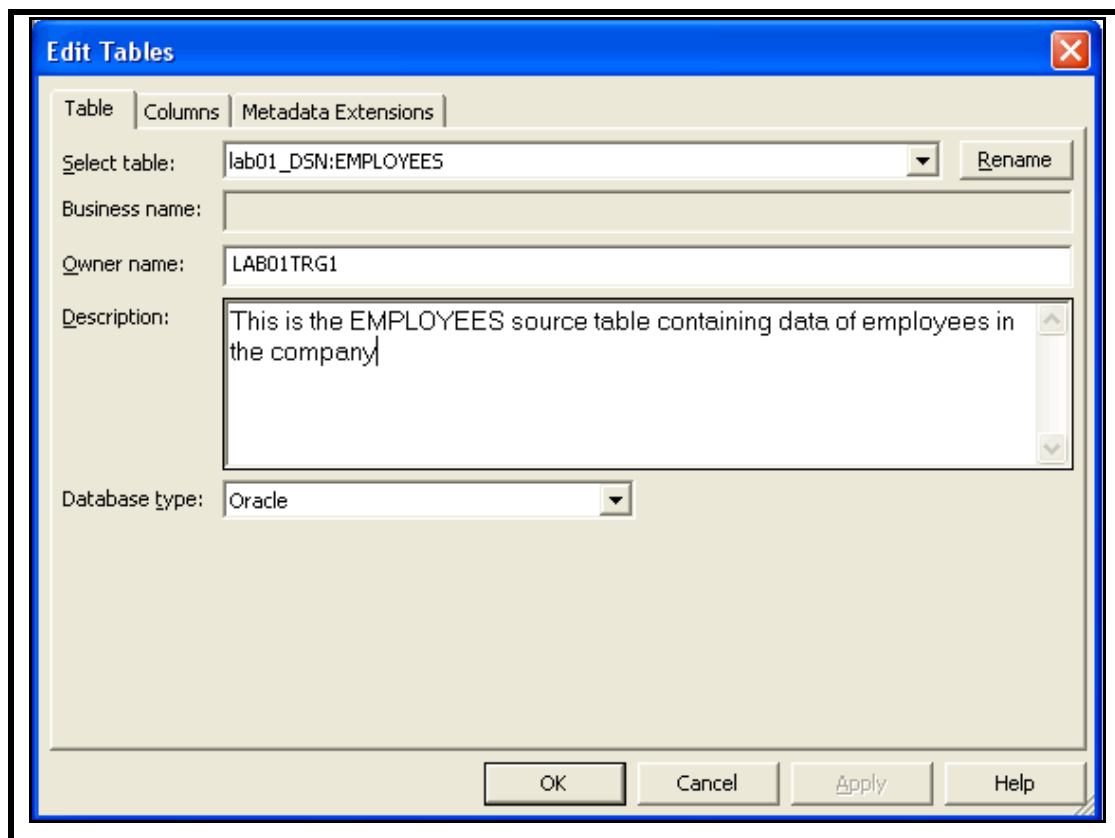 Edit Tables
Table Columns Metadata Extensions
Select table: lab01_DSN:EMPLOYEES Rename
Business name:
Owner name: LAB01TRG1
Description: This is the EMPLOYEES source table containing data of employees in
the company
Database type: Oracle
OK Cancel Apply Help